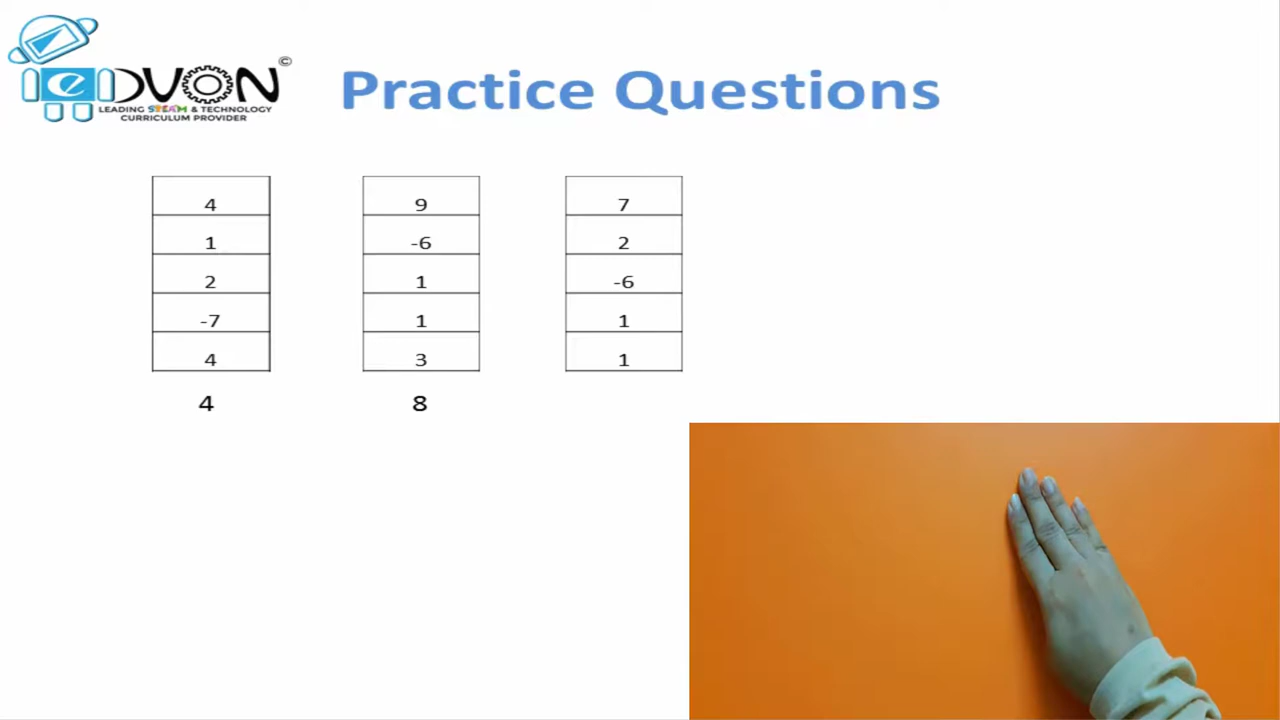 eDVON©
LEADING STEAM & TECHNOLOGY
CURRICULUM PROVIDER
Practice Questions
4 9 7
1 -6 2
2 1 -6
-7 1 1
4 3 1
4 8